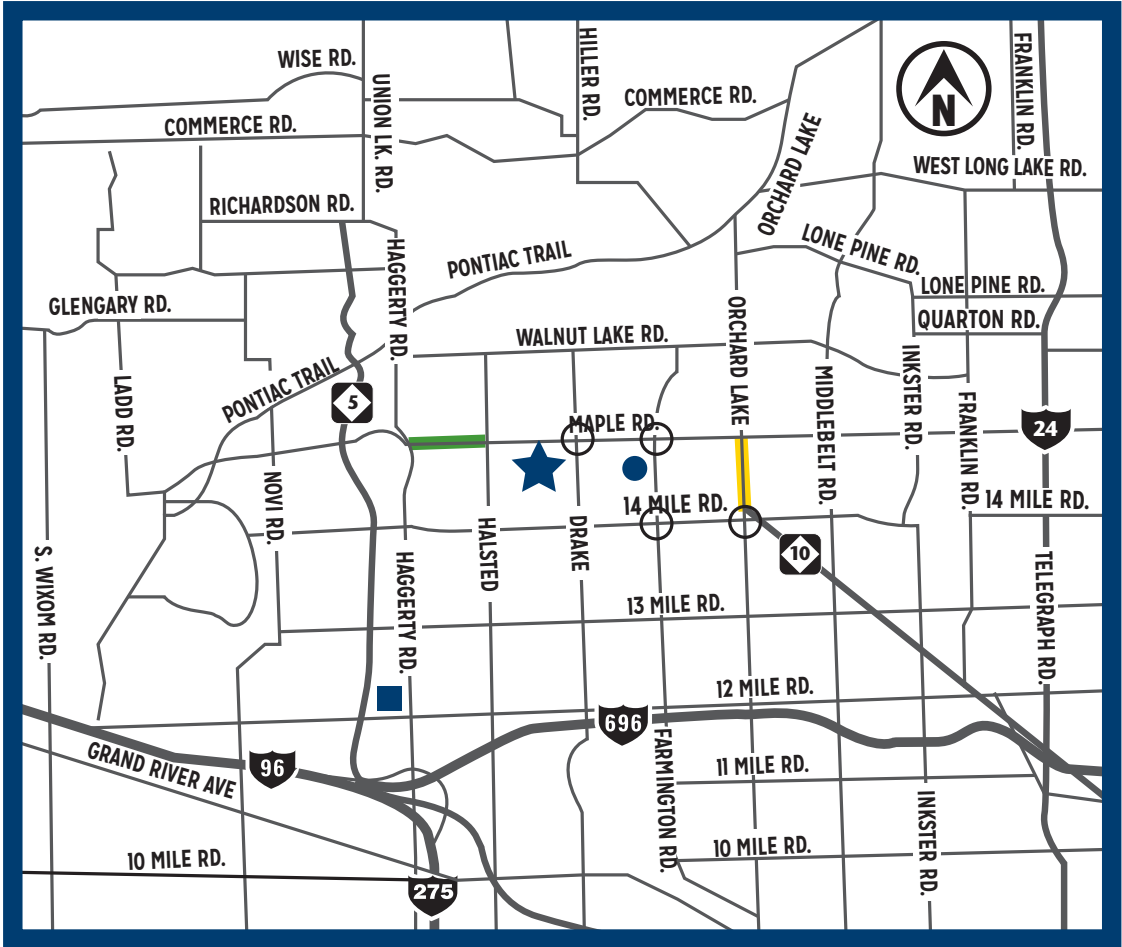 WISE RD.
UNION LK. RD.
HILLER RD.
COMMERCE RD.
FRANKLIN RD.
N
COMMERCE RD.
ORCHARD LAKE
WEST LONG LAKE RD.
RICHARDSON RD.
HAGGERTY RD.
PONTIAC TRAIL
LONE PINE RD.
LONE PINE RD.
GLENGARY RD.
QUARTON RD.
WALNUT LAKE RD.
ORCHARD LAKE
INKSTER RD.
LADD RD.
PONTIAC TRAIL
5
MIDDLEBELT RD.
FRANKLIN RD.
MAPLE RD.
24
NOVI RD.
14 MILE RD.
14 MILE RD.
HALSTED
DRAKE
S. WIXOM RD.
HAGGERTY RD.
10
TELEGRAPH RD.
13 MILE RD.
12 MILE RD.
696
FARMINGTON RD.
GRAND RIVER AVE
96
11 MILE RD.
INKSTER RD.
10 MILE RD.
10 MILE RD.
275